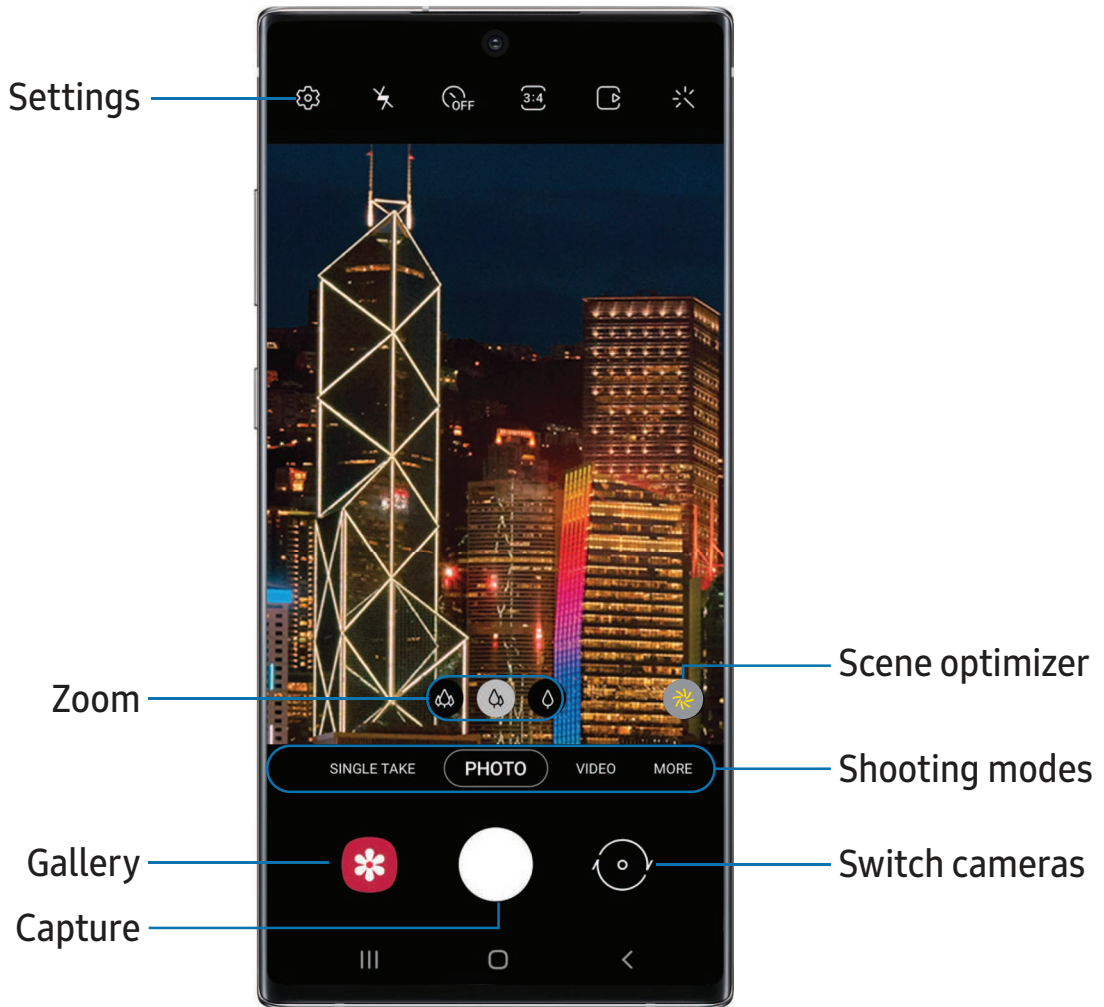 Settings
OFF
3:4
Zoom
Scene optimizer
SINGLE TAKE PHOTO VIDEO MORE
Shooting modes
Gallery
Switch cameras
Capture